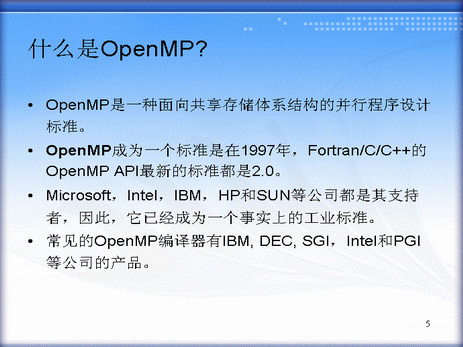 什么是OpenMP?
• OpenMP是一种面向共享存储体系结构的并行程序设计
标准。
• OpenMP成为一个标准是在1997年，Fortran/C/C++的
OpenMP API最新的标准都是2.0。
• Microsoft，Intel，IBM，HP和SUN等公司都是其支持
者，因此，它已经成为一个事实上的工业标准。
• 常见的OpenMP编译器有IBM, DEC, SGI，Intel和PGI
等公司的产品。
5